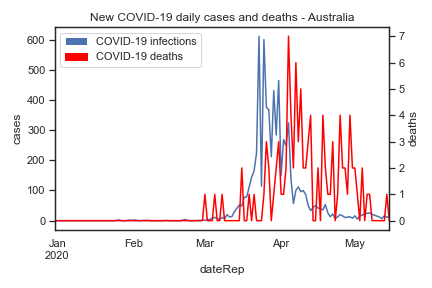 New COVID-19 daily cases and deaths - Australia
COVID-19 infections
COVID-19 deaths
600
500
400
300
200
100
0
cases
7
6
5
4
3
2
1
0
deaths
Jan
2020
Feb
Mar
Apr
May
dateRep